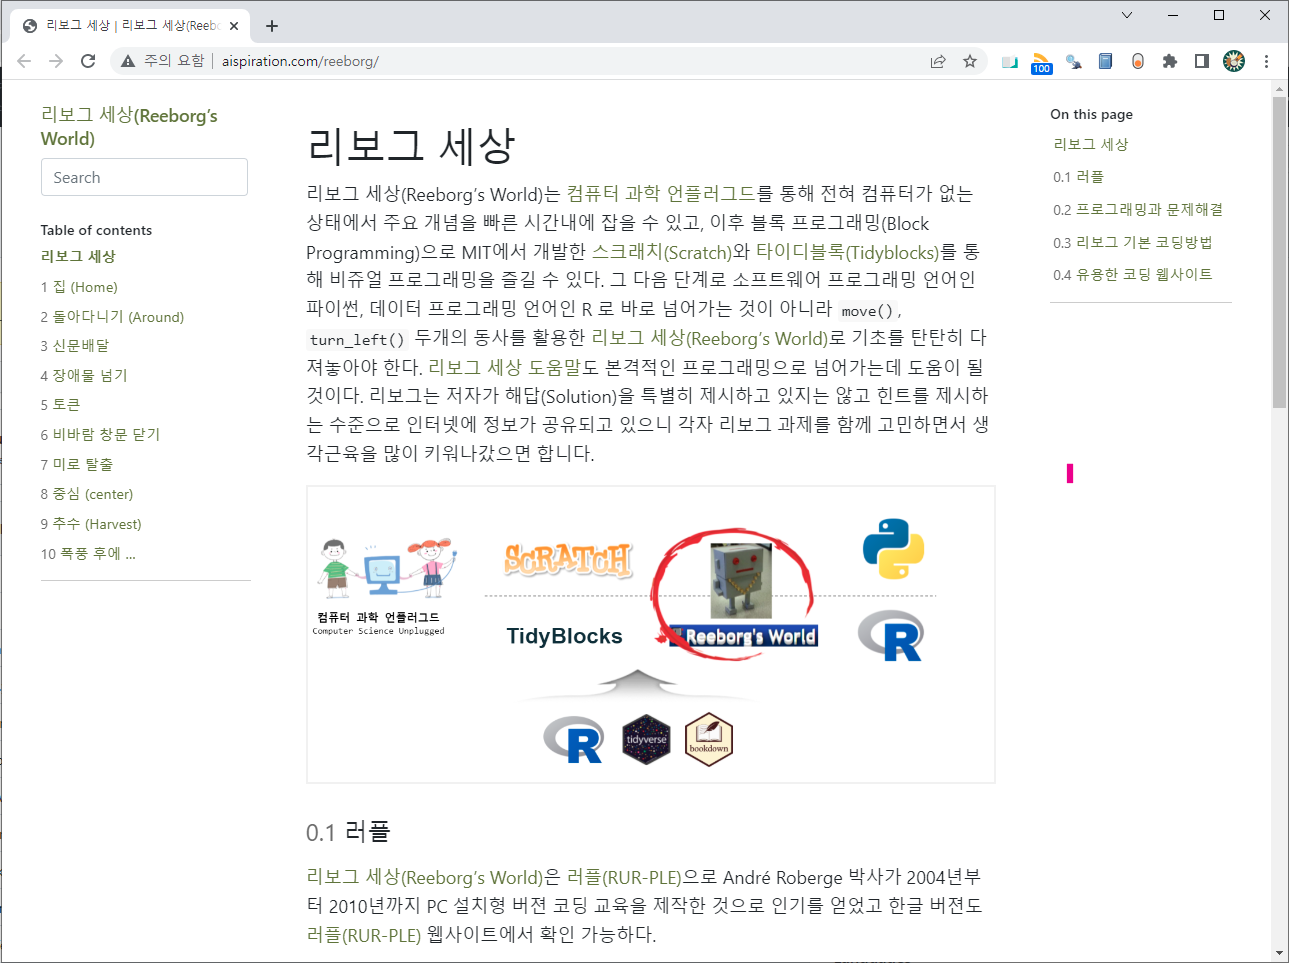 리보그 세상 | 리보그 세상(Reebo
주의 요함 | aispiration.com/reeborg/
100
리보그 세상(Reeborg’s
World)
Search
Table of contents
리보그 세상
1 집 (Home)
2 돌아다니기 (Around)
3 신문배달
4 장애물 넘기
5 토큰
6 비바람 창문 닫기
7 미로 탈출
8 중심 (center)
9 추수 (Harvest)
10 폭풍 후에 ...
리보그 세상
리보그 세상(Reeborg’s World)는 컴퓨터 과학 언플러그드를 통해 전혀 컴퓨터가 없는
상태에서 주요 개념을 빠른 시간내에 잡을 수 있고, 이후 블록 프로그래밍(Block
Programming)으로 MIT에서 개발한 스크래치(Scratch)와 타이디블록(Tidyblocks)를 통
해 비쥬얼 프로그래밍을 즐길 수 있다. 그 다음 단계로 소프트웨어 프로그래밍 언어인
파이썬, 데이터 프로그래밍 언어인 R 로 바로 넘어가는 것이 아니라 move(),
turn_left() 두개의 동사를 활용한 리보그 세상(Reeborg’s World)로 기초를 탄탄히 다
져놓아야 한다. 리보그 세상 도움말도 본격적인 프로그래밍으로 넘어가는데 도움이 될
것이다. 리보그는 저자가 해답(Solution)을 특별히 제시하고 있지는 않고 힌트를 제시하
는 수준으로 인터넷에 정보가 공유되고 있으니 각자 리보그 과제를 함께 고민하면서 생
각근육을 많이 키워나갔으면 합니다.
SCRATCH
컴퓨터 과학 언플러그드
Computer Science Unplugged
TidyBlocks
Reeborg's World
R
R
tidyverse
bookdown
0.1 러플
리보그 세상(Reeborg’s World)은 러플(RUR-PLE)으로 André Roberge 박사가 2004년부
터 2010년까지 PC 설치형 버젼 코딩 교육을 제작한 것으로 인기를 얻었고 한글 버젼도
러플(RUR-PLE) 웹사이트에서 확인 가능하다.
On this page
리보그 세상
0.1 러플
0.2 프로그래밍과 문제해결
0.3 리보그 기본 코딩방법
0.4 유용한 코딩 웹사이트